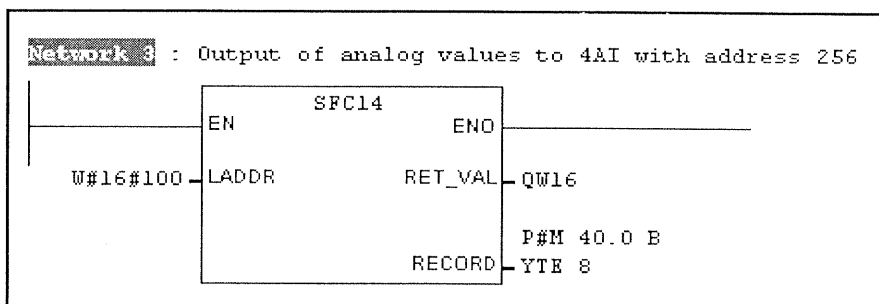 Network 3 : Output of analog values to 4AI with address 256
SFC14
EN
ENO
W#16#100
LADDR
RET_VAL
QW16
P#M 40.0 B
RECORD
YTE 8